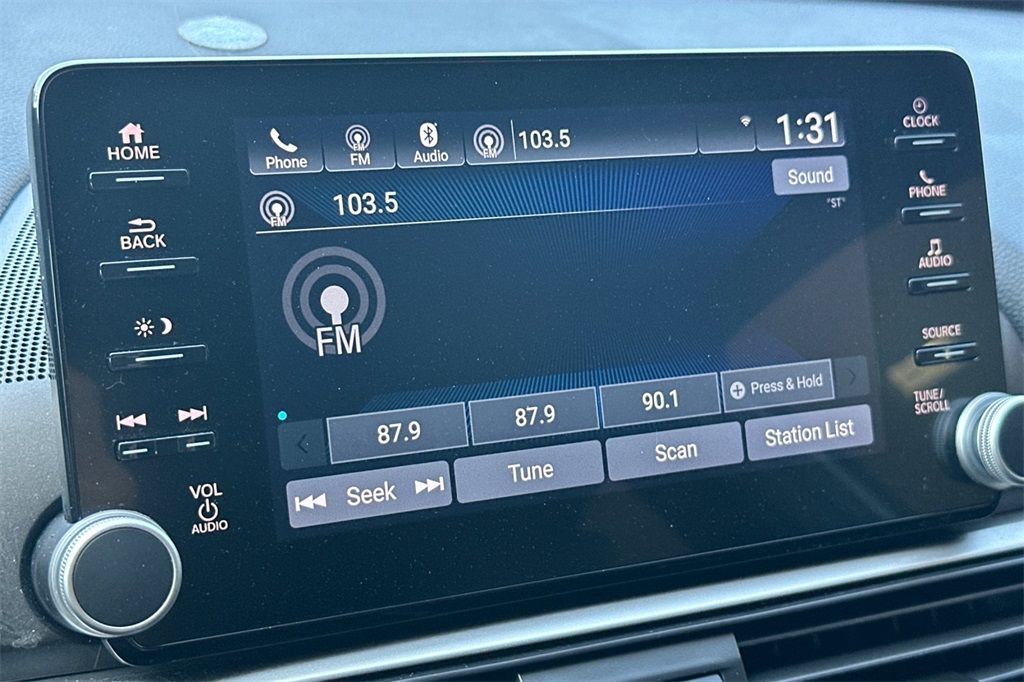 HOME
BACK
VOL
AUDIO
Phone
FM
Audio
FM
103.5
1:31
FM
103.5
Sound
"ST"
FM
87.9
87.9
90.1
Press & Hold
Seek
Tune
Scan
Station List
CLOCK
PHONE
AUDIO
SOURCE
TUNE/
SCROLL